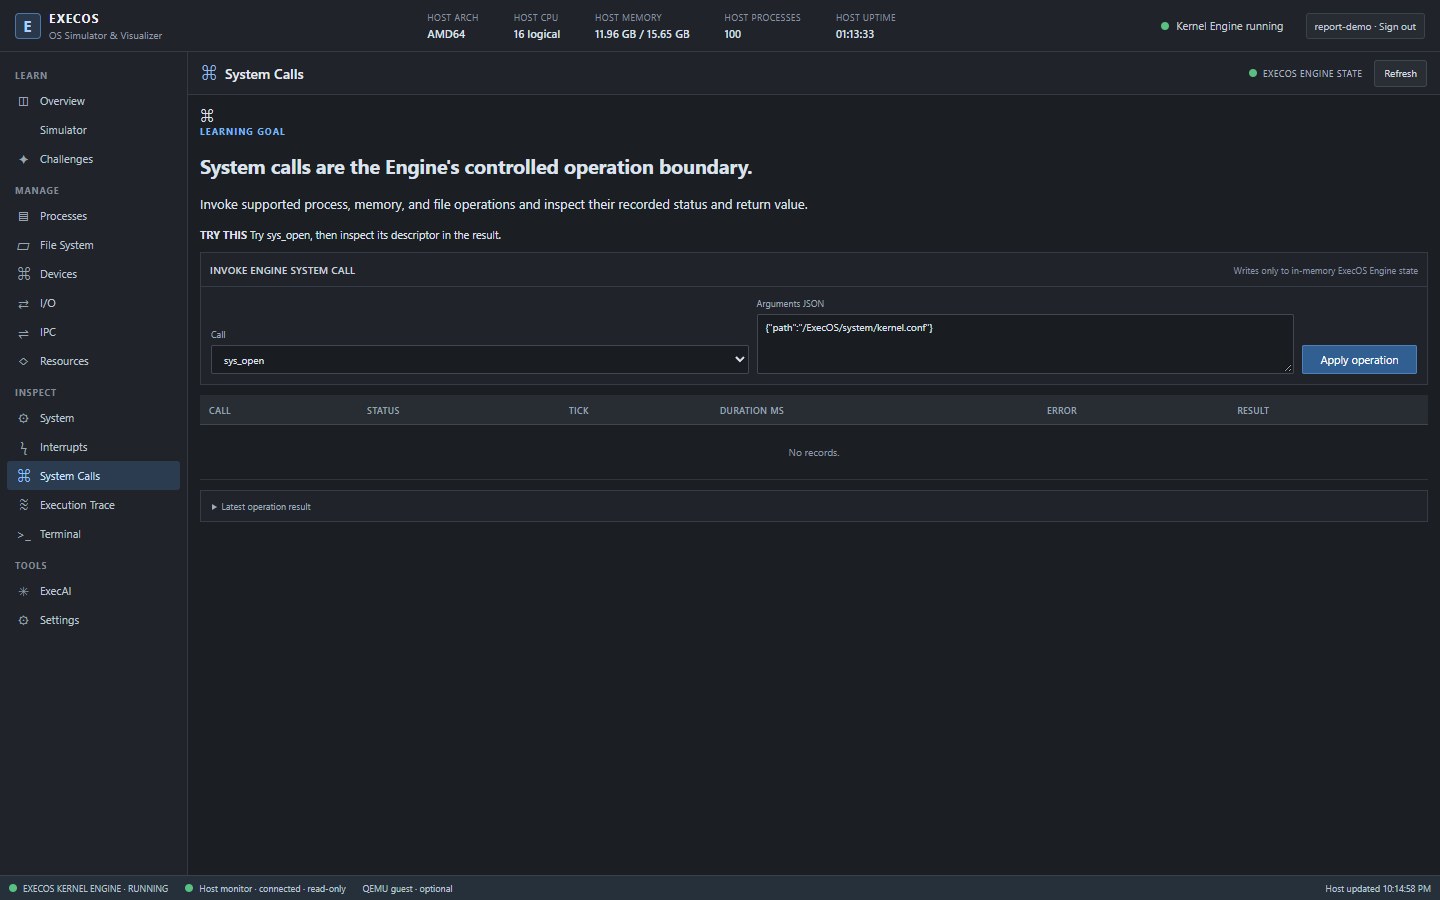 E
EXECOS
OS Simulator & Visualizer
HOST ARCH
AMD64
HOST CPU
16 logical
HOST MEMORY
11.96 GB / 15.65 GB
HOST PROCESSES
100
HOST UPTIME
01:13:33
Kernel Engine running
report-demo · Sign out
LEARN
Overview
Simulator
Challenges
MANAGE
Processes
File System
Devices
I/O
IPC
Resources
INSPECT
System
Interrupts
System Calls
Execution Trace
>_ Terminal
TOOLS
ExecAI
Settings
System Calls
EXECOS ENGINE STATE
Refresh
LEARNING GOAL
System calls are the Engine's controlled operation boundary.
Invoke supported process, memory, and file operations and inspect their recorded status and return value.
TRY THIS Try sys_open, then inspect its descriptor in the result.
INVOKE ENGINE SYSTEM CALL
Writes only to in-memory ExecOS Engine state
Call
sys_open
Arguments JSON
{"path":"/ExecOS/system/kernel.conf"}
Apply operation
CALL STATUS TICK DURATION MS ERROR RESULT
No records.
Latest operation result
EXECOS KERNEL ENGINE · RUNNING
Host monitor · connected · read-only
QEMU guest · optional
Host updated 10:14:58 PM